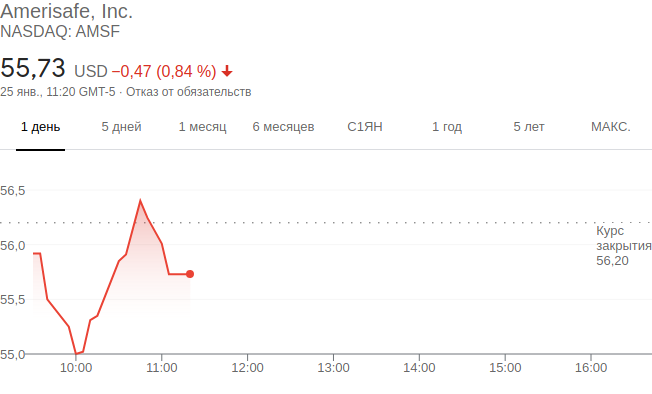 Amerisafe, Inc.
NASDAQ: AMSF
55,73 USD −0,47 (0,84 %)
25 янв., 11:20 GMT-5 · Отказ от обязательств
1 день 5 дней 1 месяц 6 месяцев С1ЯН 1 год 5 лет МАКС.
56,5
Курс
закрытия
56,20
56,0
55,5
55,0
10:00 11:00 12:00 13:00 14:00 15:00 16:00